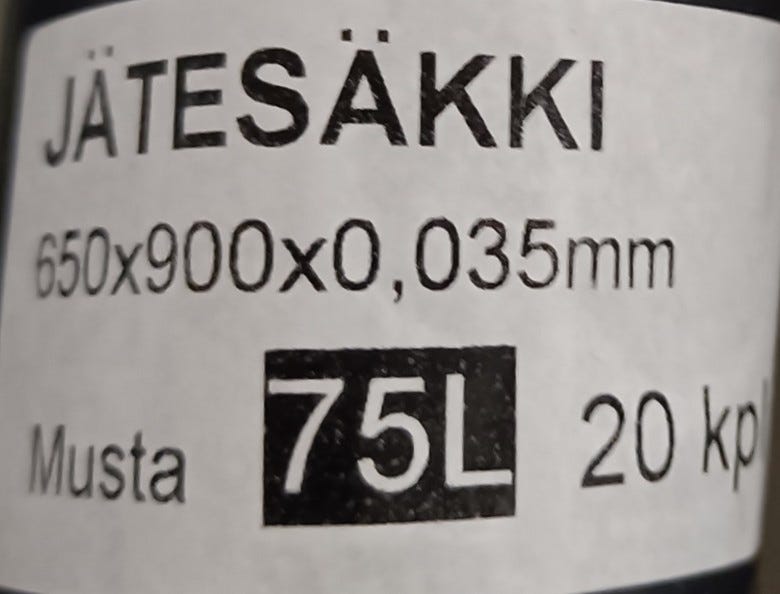 JÄTESÄKKI
650x900x0,035mm
Musta 75L 20 kpl